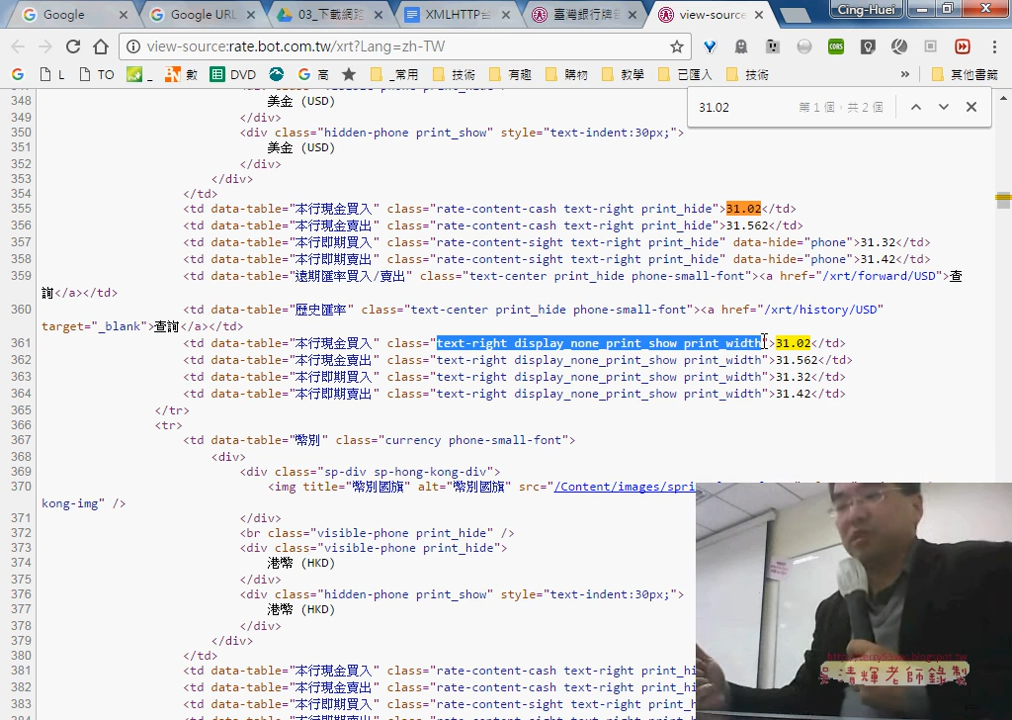 Google
Google URL
03_下載網路
XMLHTTP台
臺灣銀行牌
view-source
Cing-Huei
view-source:rate.bot.com.tw/xrt?Lang=zh-TW
L
TO
數
DVD
高
_常用
技術
有趣
購物
教學
已匯入
技術
»
其他書籤
31.02
第 1 個，共 2 個
348 美金 (USD)
349 </div>
350 <div class="hidden-phone print_show" style="text-indent:30px;">
351 美金 (USD)
352 </div>
353 </div>
354 </td>
355 <td data-table="本行現金買入" class="rate-content-cash text-right print_hide">31.02</td>
356 <td data-table="本行現金賣出" class="rate-content-cash text-right print_hide">31.562</td>
357 <td data-table="本行即期買入" class="rate-content-sight text-right print_hide" data-hide="phone">31.32</td>
358 <td data-table="本行即期賣出" class="rate-content-sight text-right print_hide" data-hide="phone">31.42</td>
359 <td data-table="遠期匯率買入/賣出" class="text-center print_hide phone-small-font"><a href="/xrt/forward/USD">查
詢</a></td>
360 <td data-table="歷史匯率" class="text-center print_hide phone-small-font"><a href="/xrt/history/USD"
target="_blank">查詢</a></td>
361 <td data-table="本行現金買入" class="text-right display_none_print_show print_width">31.02</td>
362 <td data-table="本行現金賣出" class="text-right display_none_print_show print_width">31.562</td>
363 <td data-table="本行即期買入" class="text-right display_none_print_show print_width">31.32</td>
364 <td data-table="本行即期賣出" class="text-right display_none_print_show print_width">31.42</td>
365 </tr>
366 <tr>
367 <td data-table="幣別" class="currency phone-small-font">
368 <div>
369 <div class="sp-div sp-hong-kong-div">
370 <img title="幣別國旗" alt="幣別國旗" src="/Content/images/spri
kong-img" />
371 </div>
372 <br class="visible-phone print_hide" />
373 <div class="visible-phone print_hide">
374 港幣 (HKD)
375 </div>
376 <div class="hidden-phone print_show" style="text-indent:30px;">
377 港幣 (HKD)
378 </div>
379 </div>
380 </td>
381 <td data-table="本行現金買入" class="rate-content-cash text-right print_hi
382 <td data-table="本行現金賣出" class="rate-content-cash text-right print_hi
383 <td data-table="本行即期買入" class="rate-content-sight text-right print_h
吳清輝老師錄製